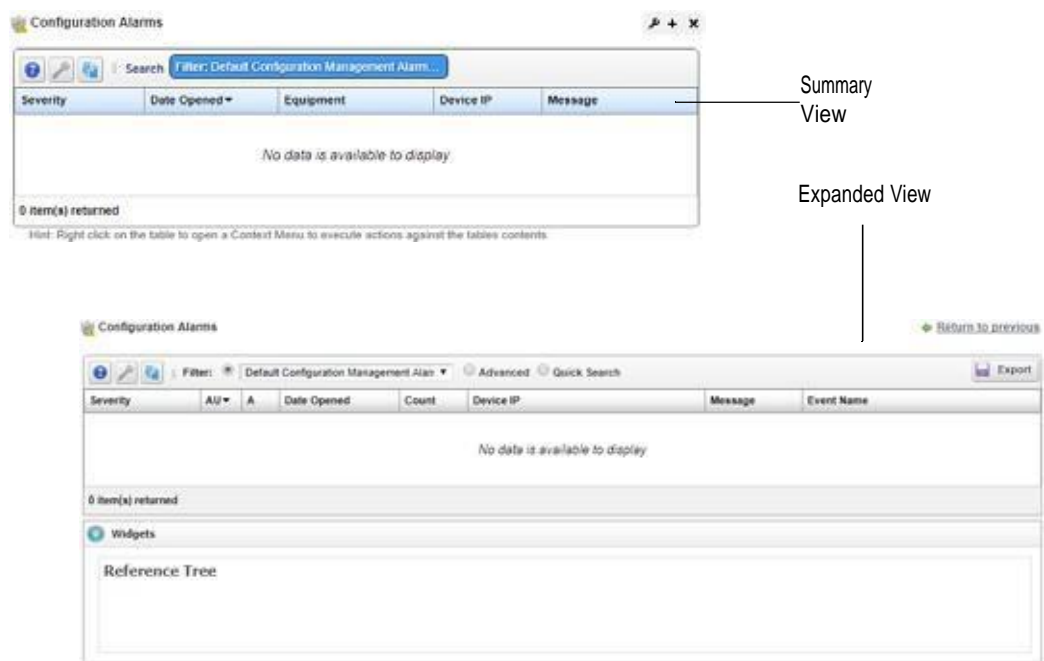 Configuration Alarms
Search Filter: Default Configuration Management Alarm...
Severity Date Opened Equipment Device IP Message
No data is available to display
0 item(s) returned
Hint: Right click on the table to open a Context Menu to execute actions against the tables contents.
Summary
View
Expanded View
Configuration Alarms
Return to previous
Filter: Default Configuration Management Alarr Advanced Quick Search Export
Severity AU A Date Opened Count Device IP Message Event Name
No data is available to display
0 item(s) returned
Widgets
Reference Tree